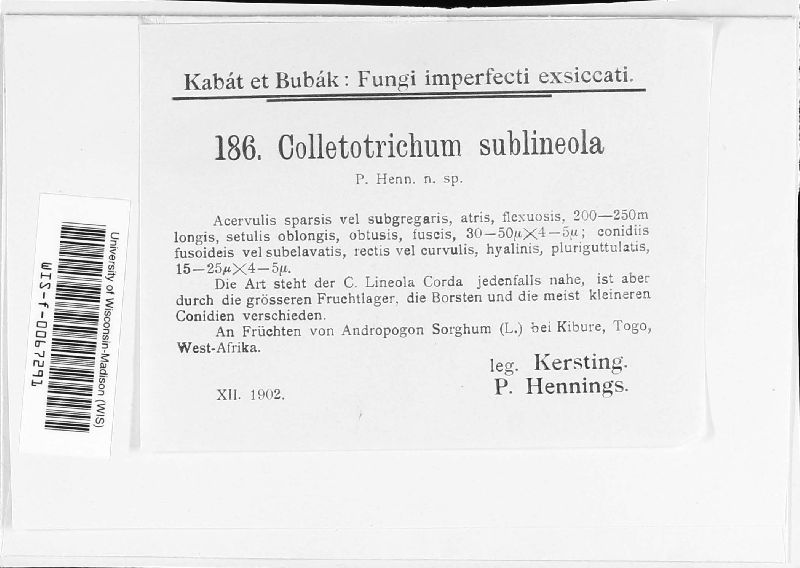 Kabát et Bubák: Fungi imperfecti exsiccati.
186. Colletotrichum sublineola
P. Henn. n. sp.
Acervulis sparsis vel subgregaris, atris, flexuosis, 200—250m
longis, setulis oblongis, obtusis, fuscis, 30—50µ×4—5µ; conidiis
fusoideis vel subelavatis, rectis vel curvulis, hyalinis, pluriguttulatis,
15—25µ×4—5µ.
Die Art steht der C. Lineola Corda jedenfalls nahe, ist aber
durch die grösseren Fruchtlager, die Borsten und die meist kleineren
Conidien verschieden.
An Früchten von Andropogon Sorghum (L.) bei Kibure, Togo,
West-Afrika.
leg. Kersting.
P. Hennings.
XII. 1902.
University of Wisconsin-Madison (WIS)
WIS-f-0067291